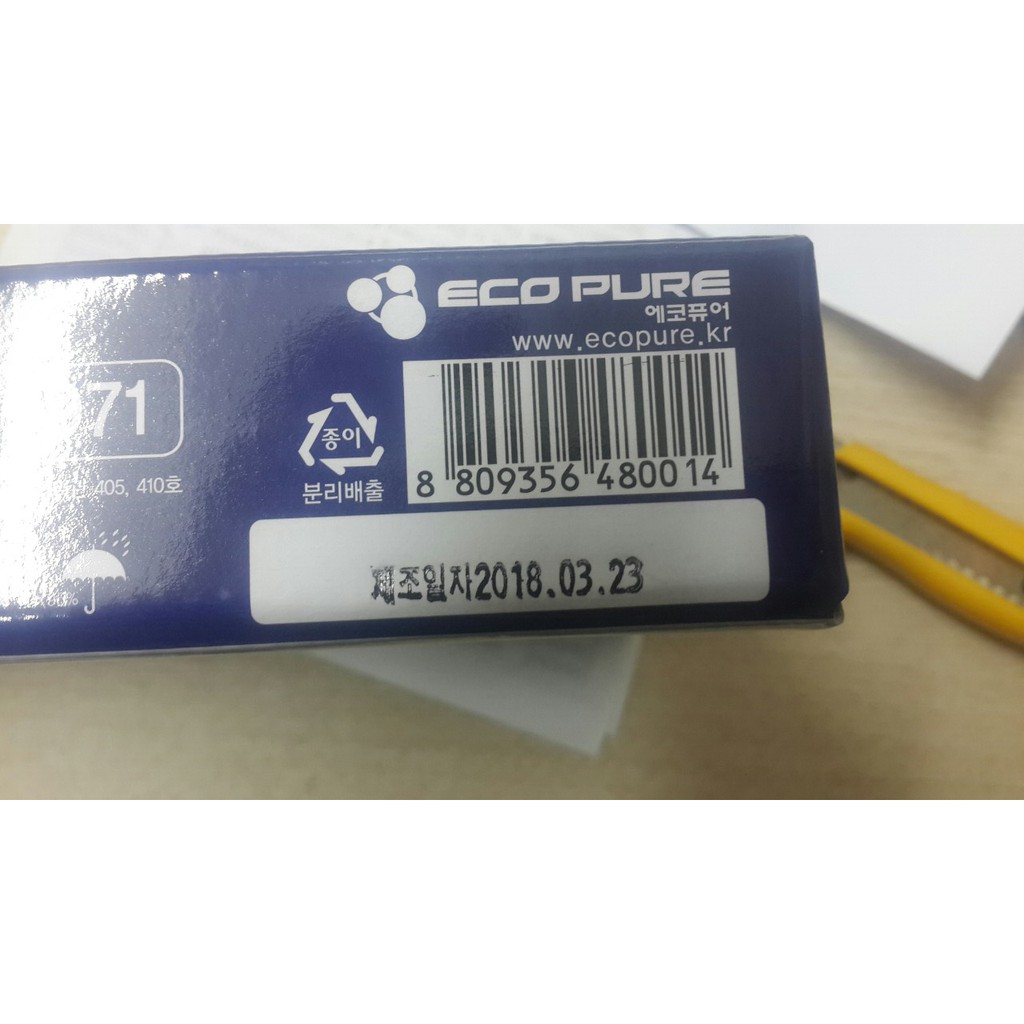 ECO PURE
에코퓨어
www.ecopure.kr
71
405, 410호
종이
분리배출
8 809356 480014
제조일자2018.03.23